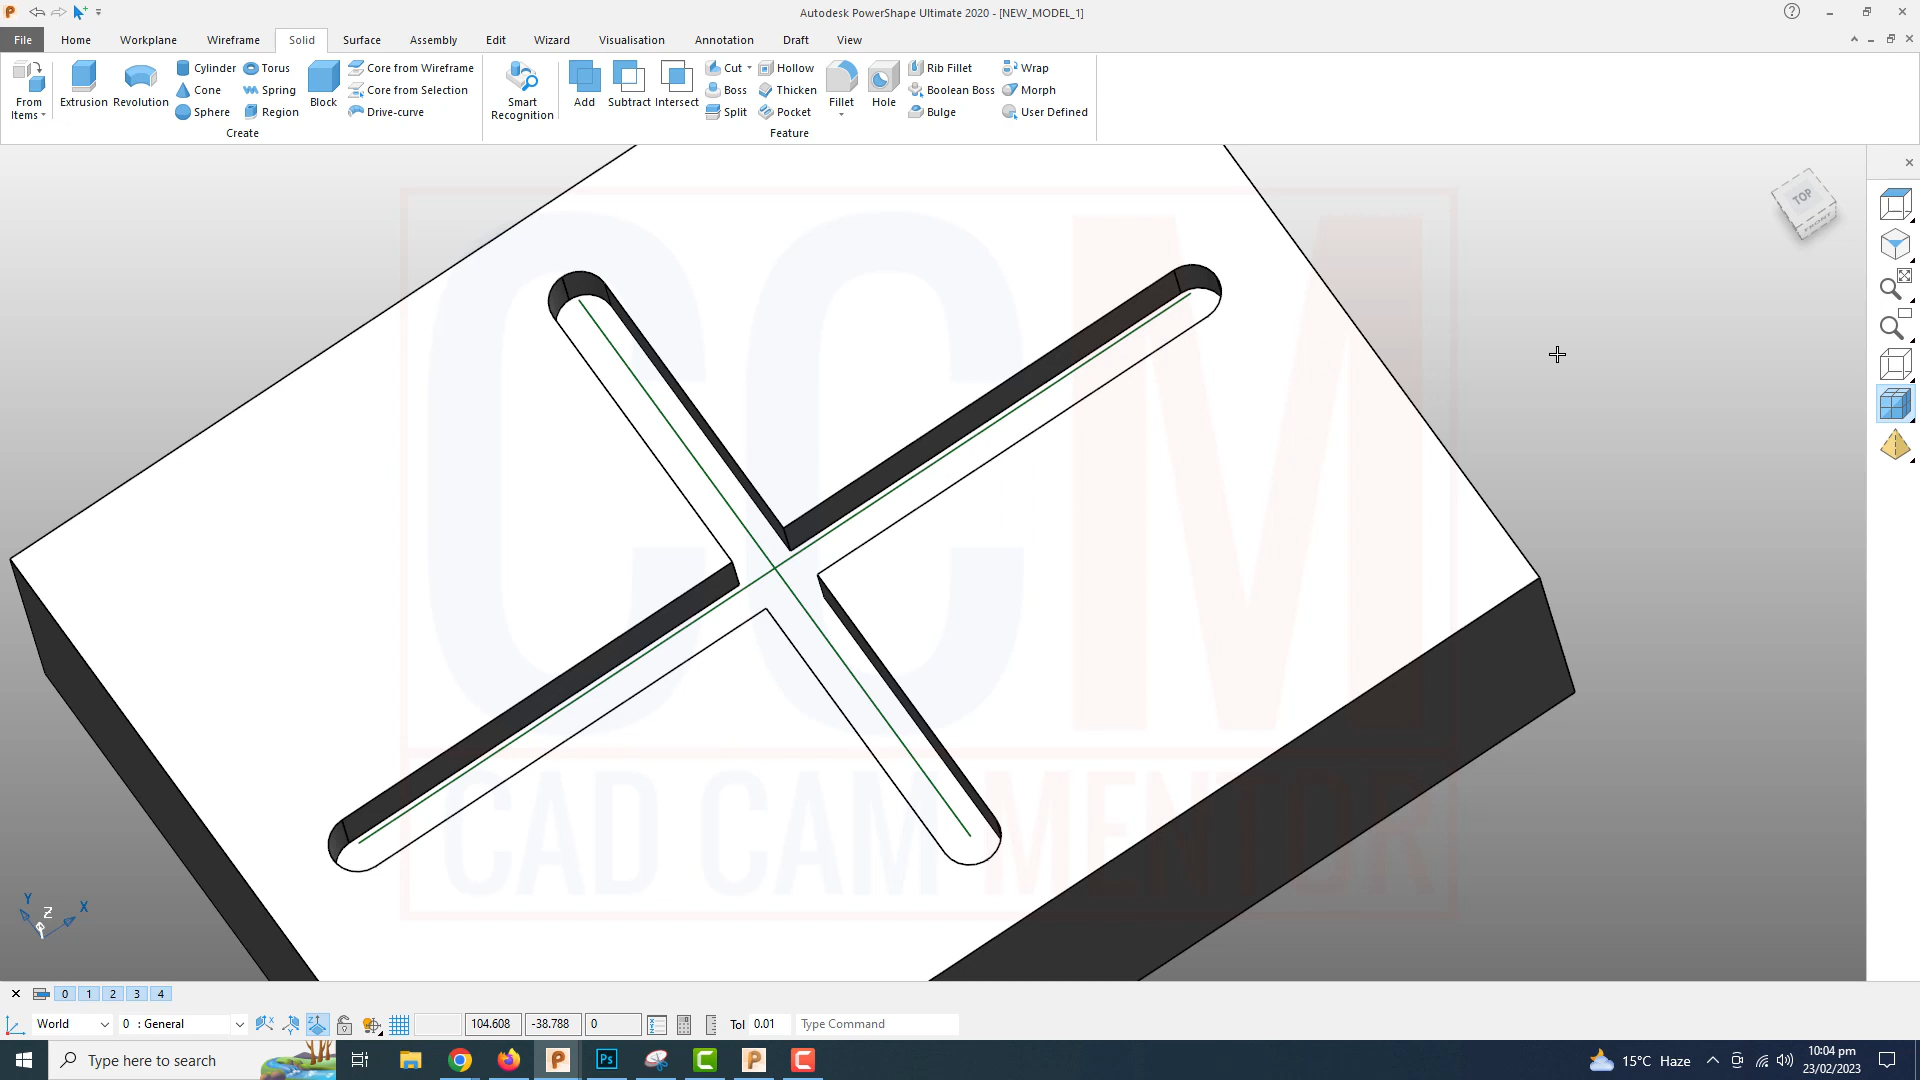 Autodesk PowerShape Ultimate 2020 - [NEW_MODEL_1]
File Home Workplane Wireframe Solid Surface Assembly Edit Wizard Visualisation Annotation Draft View
From Items
Extrusion
Revolution
Cylinder
Cone
Sphere
Torus
Spring
Region
Block
Core from Wireframe
Core from Selection
Drive-curve
Create
Smart Recognition
Add
Subtract
Intersect
Cut
Boss
Split
Hollow
Thicken
Pocket
Fillet
Hole
Rib Fillet
Boolean Boss
Bulge
Wrap
Morph
User Defined
Feature
TOP
FRONT
CCM
CAD CAM MENTOR
Y
Z
X
0 1 2 3 4
World
0 : General
104.608
-38.788
0
Tol 0.01
Type Command
Type here to search
Ps
15°C Haze
10:04 pm
23/02/2023